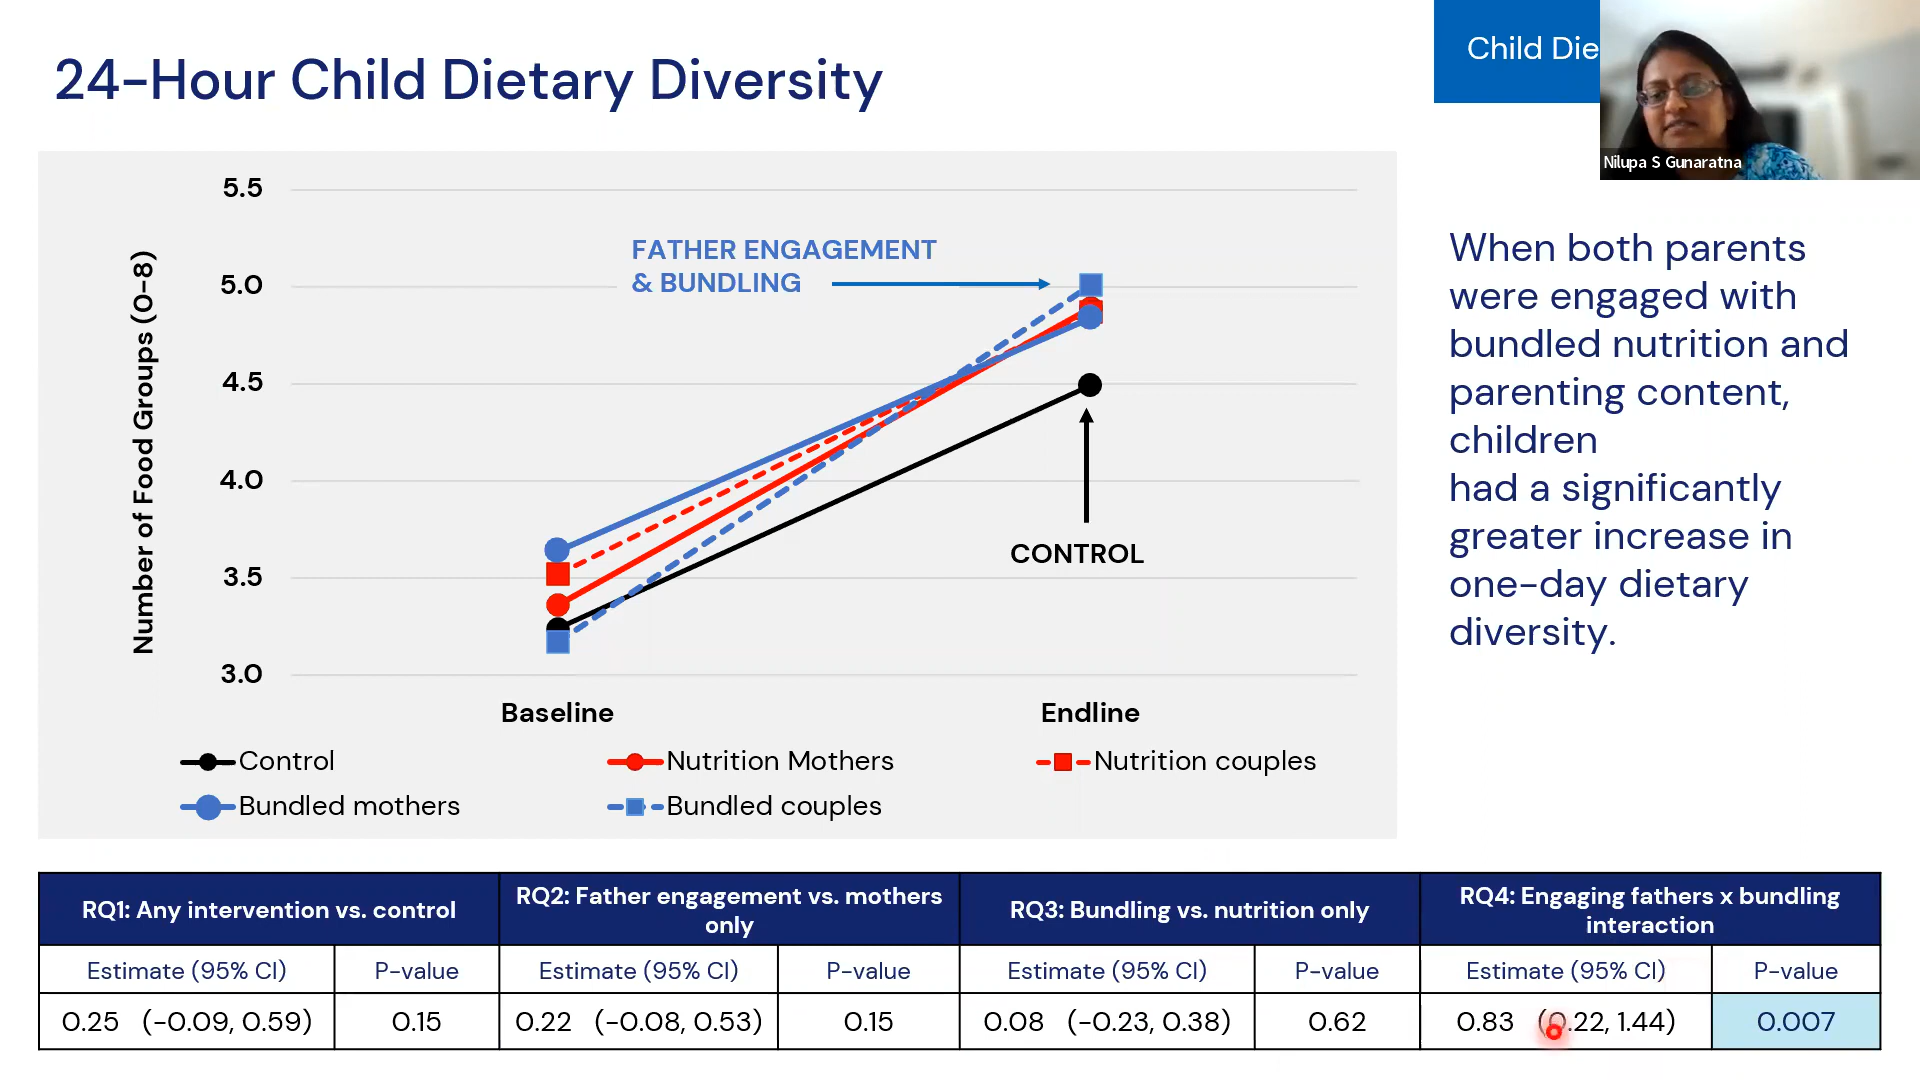 24-Hour Child Dietary Diversity
Child Die
Nilupa S Gunaratna
5.5
5.0
4.5
4.0
3.5
3.0
Number of Food Groups (0-8)
FATHER ENGAGEMENT
& BUNDLING
CONTROL
Baseline
Endline
Control
Nutrition Mothers
Nutrition couples
Bundled mothers
Bundled couples
When both parents
were engaged with
bundled nutrition and
parenting content,
children
had a significantly
greater increase in
one-day dietary
diversity.
RQ1: Any intervention vs. control
RQ2: Father engagement vs. mothers
only
RQ3: Bundling vs. nutrition only
RQ4: Engaging fathers x bundling
interaction
Estimate (95% CI) P-value Estimate (95% CI) P-value Estimate (95% CI) P-value Estimate (95% CI) P-value
0.25 (-0.09, 0.59) 0.15 0.22 (-0.08, 0.53) 0.15 0.08 (-0.23, 0.38) 0.62 0.83 (0.22, 1.44) 0.007